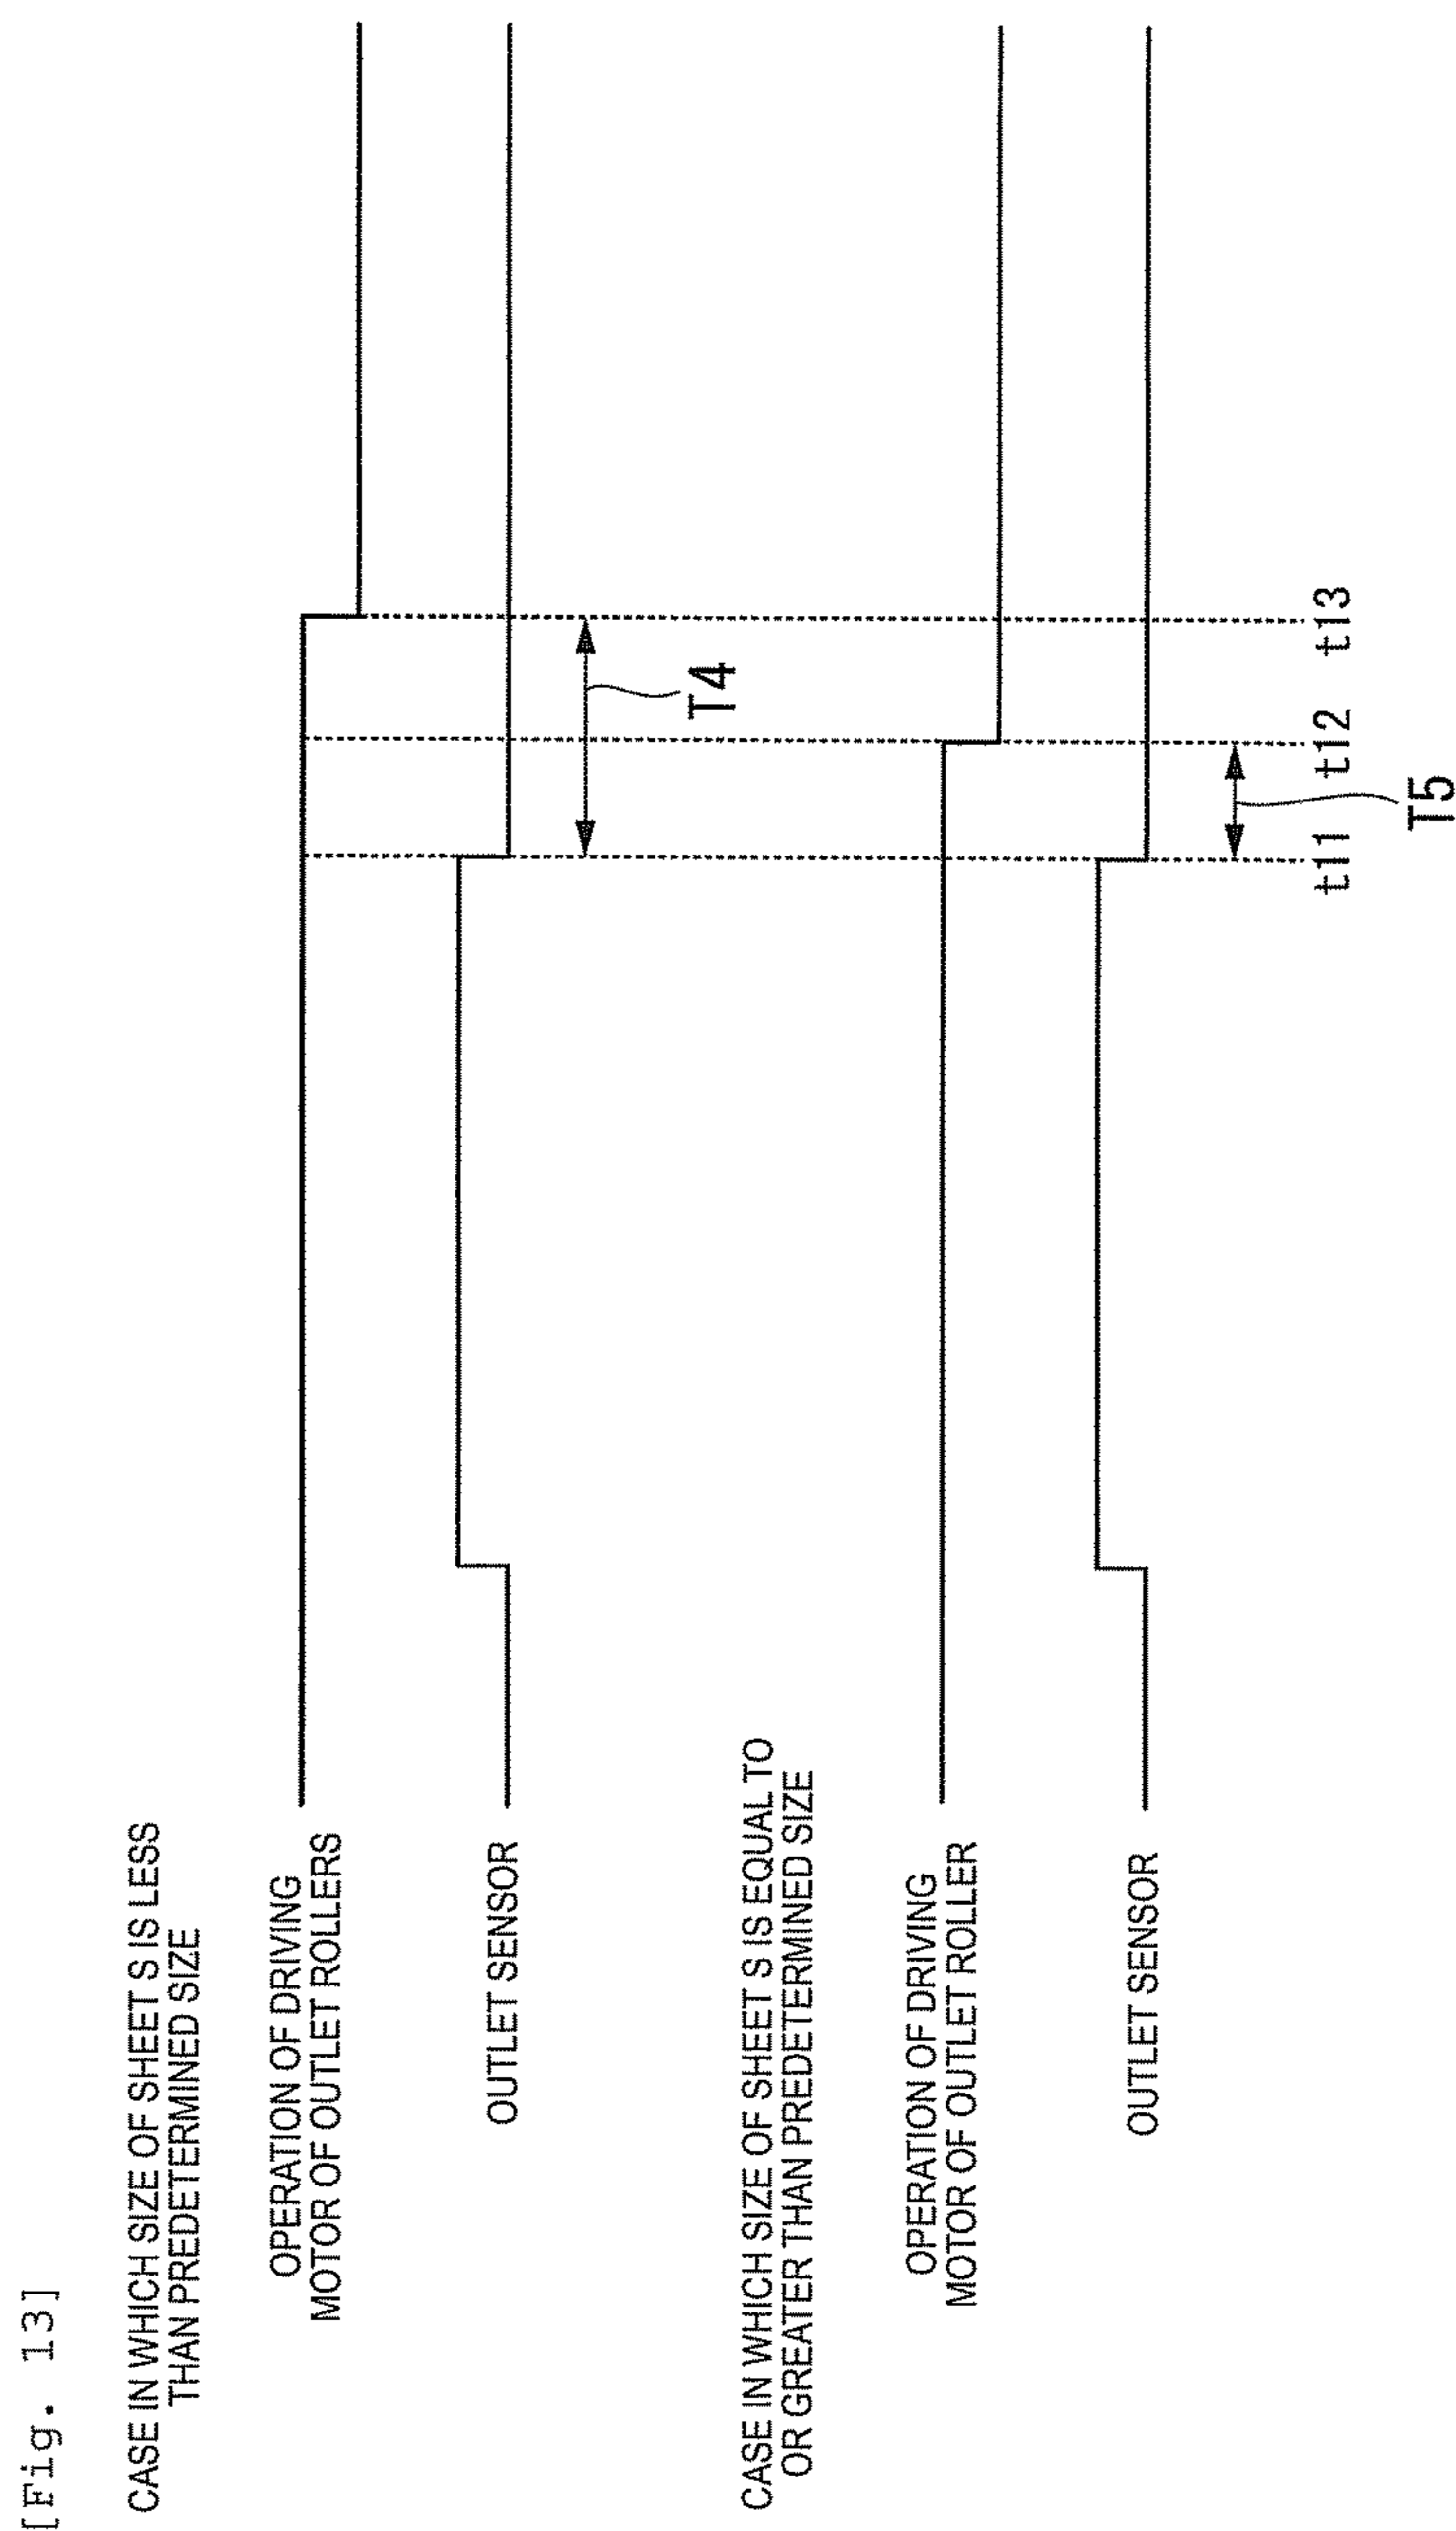 [Fig. 13]
CASE IN WHICH SIZE OF SHEET S IS LESS
THAN PREDETERMINED SIZE
OPERATION OF DRIVING
MOTOR OF OUTLET ROLLERS
OUTLET SENSOR
T4
CASE IN WHICH SIZE OF SHEET S IS EQUAL TO
OR GREATER THAN PREDETERMINED SIZE
OPERATION OF DRIVING
MOTOR OF OUTLET ROLLER
OUTLET SENSOR
t11 t12 t13
T5